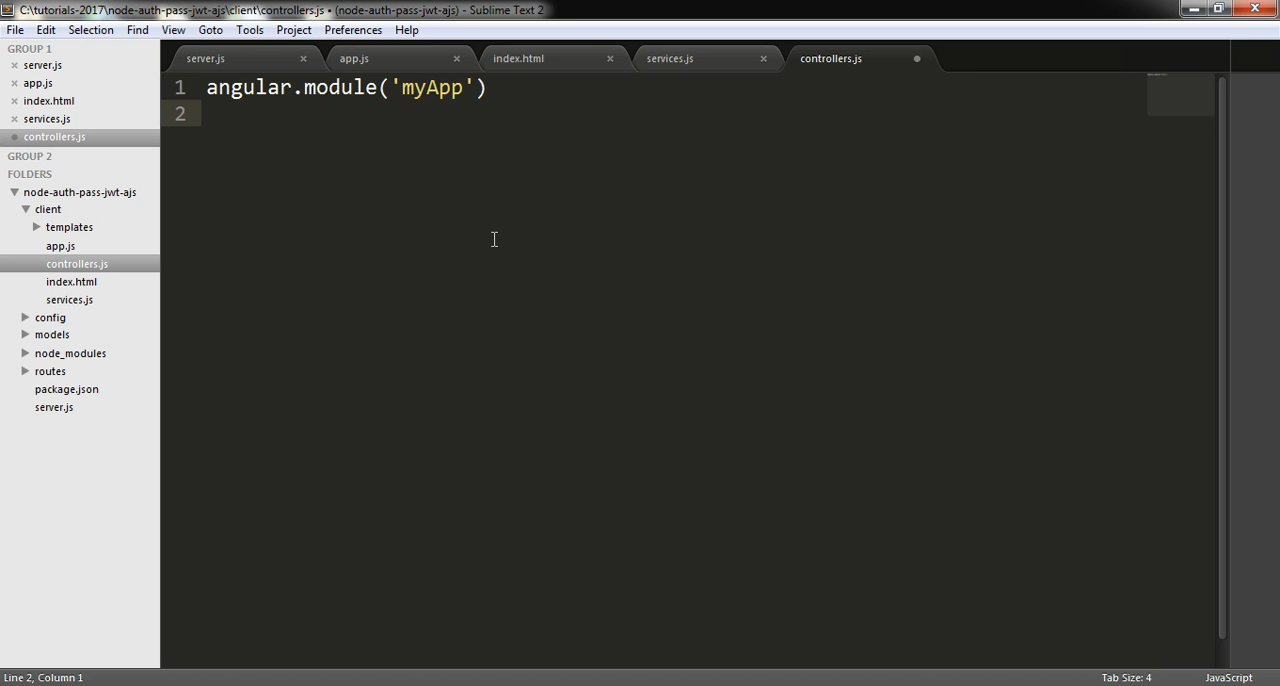 C:\tutorials-2017\node-auth-pass-jwt-ajs\client\controllers.js • (node-auth-pass-jwt-ajs) - Sublime Text 2
File Edit Selection Find View Goto Tools Project Preferences Help
GROUP 1
server.js
app.js
index.html
services.js
controllers.js
GROUP 2
FOLDERS
node-auth-pass-jwt-ajs
client
templates
app.js
controllers.js
index.html
services.js
config
models
node_modules
routes
package.json
server.js
server.js app.js index.html services.js controllers.js
1 angular.module('myApp')
2
Line 2, Column 1 Tab Size: 4 JavaScript